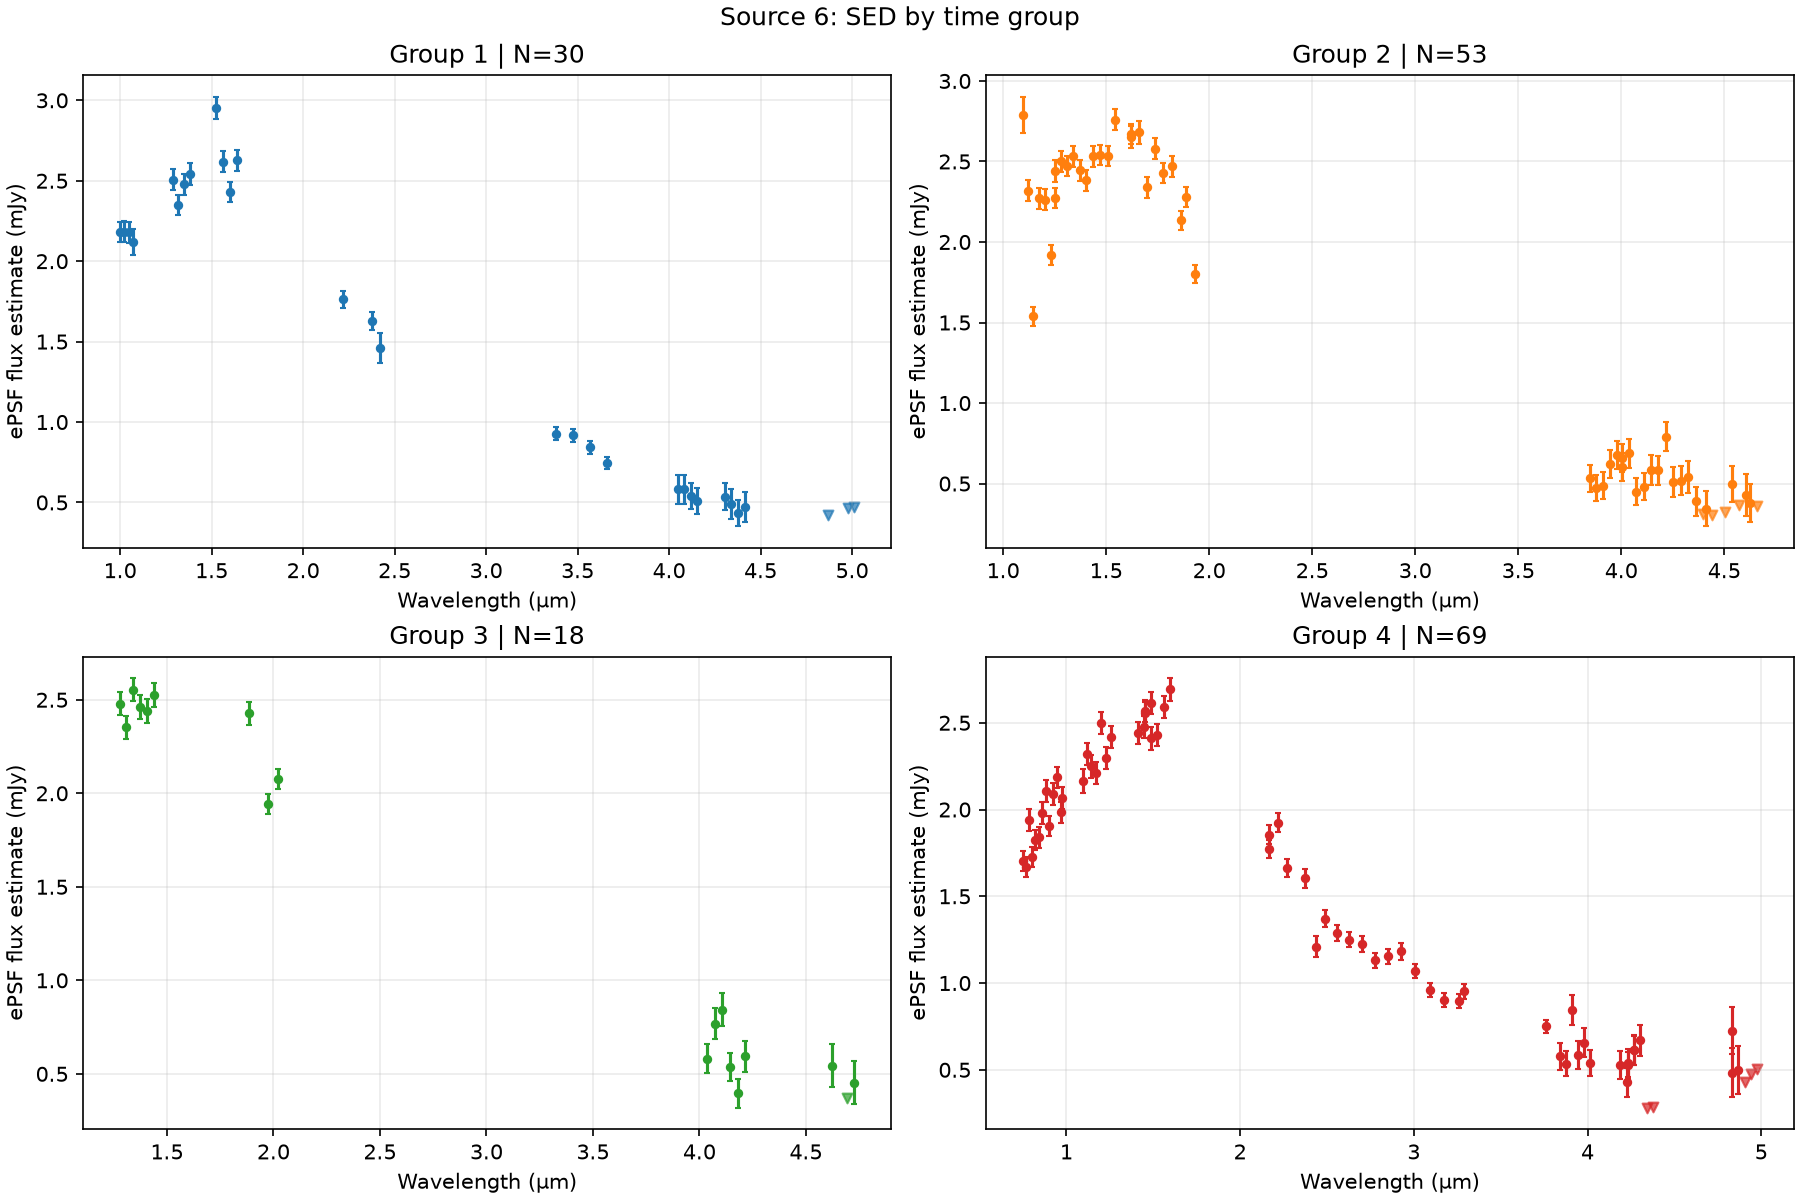 Source 6: SED by time group
Group 1 | N=30
ePSF flux estimate (mJy)
3.0
2.5
2.0
1.5
1.0
0.5
1.0 1.5 2.0 2.5 3.0 3.5 4.0 4.5 5.0
Wavelength (μm)
Group 2 | N=53
ePSF flux estimate (mJy)
3.0
2.5
2.0
1.5
1.0
0.5
1.0 1.5 2.0 2.5 3.0 3.5 4.0 4.5
Wavelength (μm)
Group 3 | N=18
ePSF flux estimate (mJy)
2.5
2.0
1.5
1.0
0.5
1.5 2.0 2.5 3.0 3.5 4.0 4.5
Wavelength (μm)
Group 4 | N=69
ePSF flux estimate (mJy)
2.5
2.0
1.5
1.0
0.5
1 2 3 4 5
Wavelength (μm)